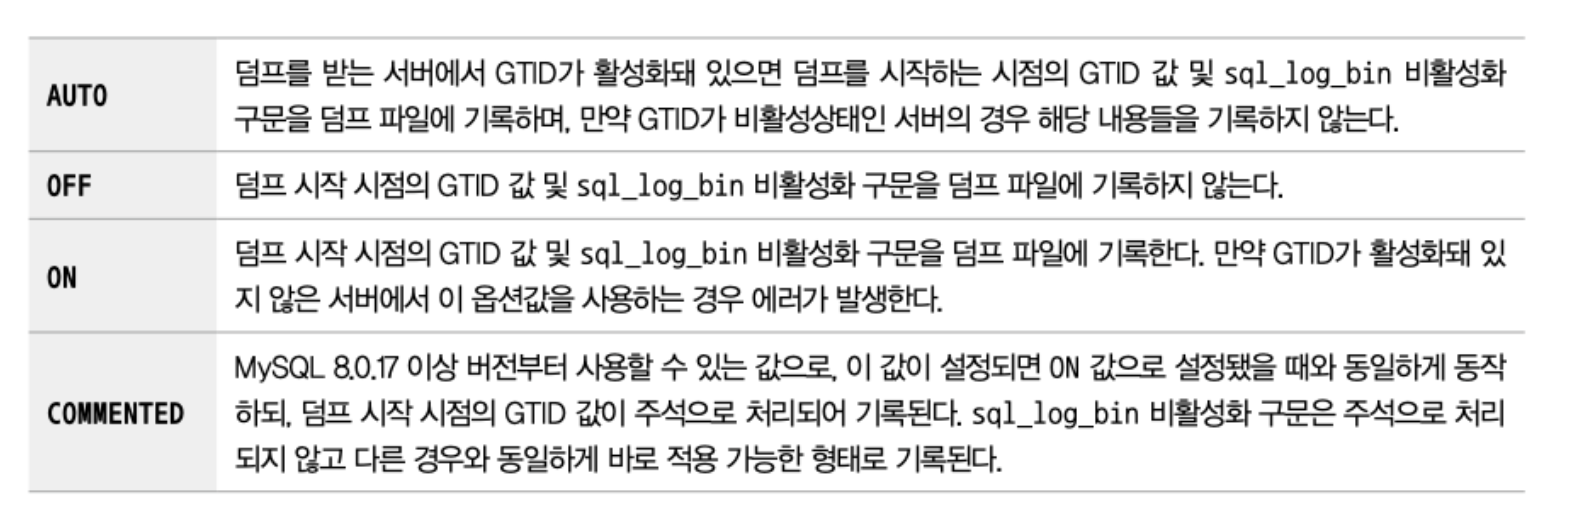 AUTO
덤프를 받는 서버에서 GTID가 활성화돼 있으면 덤프를 시작하는 시점의 GTID 값 및 sql_log_bin 비활성화
구문을 덤프 파일에 기록하며, 만약 GTID가 비활성상태인 서버의 경우 해당 내용들을 기록하지 않는다.
OFF
덤프 시작 시점의 GTID 값 및 sql_log_bin 비활성화 구문을 덤프 파일에 기록하지 않는다.
ON
덤프 시작 시점의 GTID 값 및 sql_log_bin 비활성화 구문을 덤프 파일에 기록한다. 만약 GTID가 활성화돼 있
지 않은 서버에서 이 옵션값을 사용하는 경우 에러가 발생한다.
COMMENTED
MySQL 8.0.17 이상 버전부터 사용할 수 있는 값으로, 이 값이 설정되면 ON 값으로 설정됐을 때와 동일하게 동작
하되, 덤프 시작 시점의 GTID 값이 주석으로 처리되어 기록된다. sql_log_bin 비활성화 구문은 주석으로 처리
되지 않고 다른 경우와 동일하게 바로 적용 가능한 형태로 기록된다.